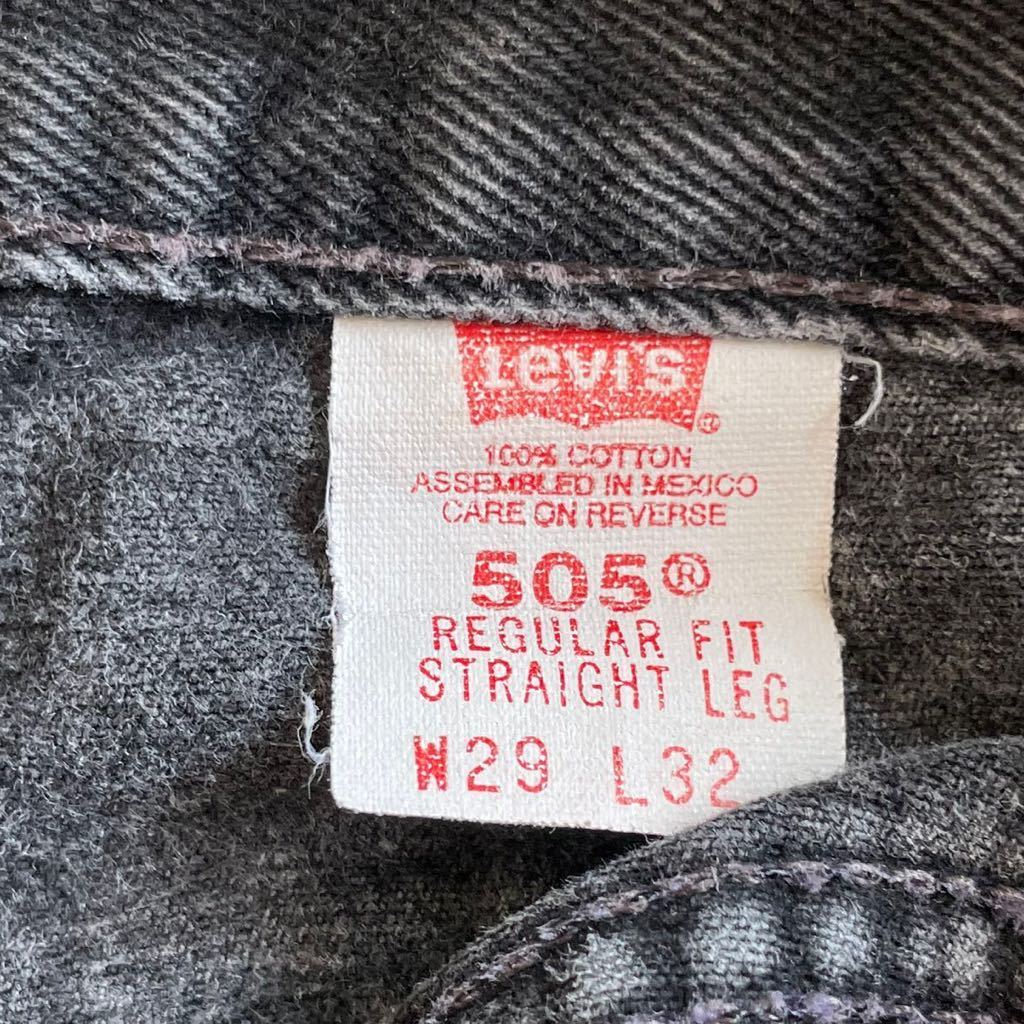 Levi's®
100% COTTON
ASSEMBLED IN MEXICO
CARE ON REVERSE
505®
REGULAR FIT
STRAIGHT LEG
W29 L32